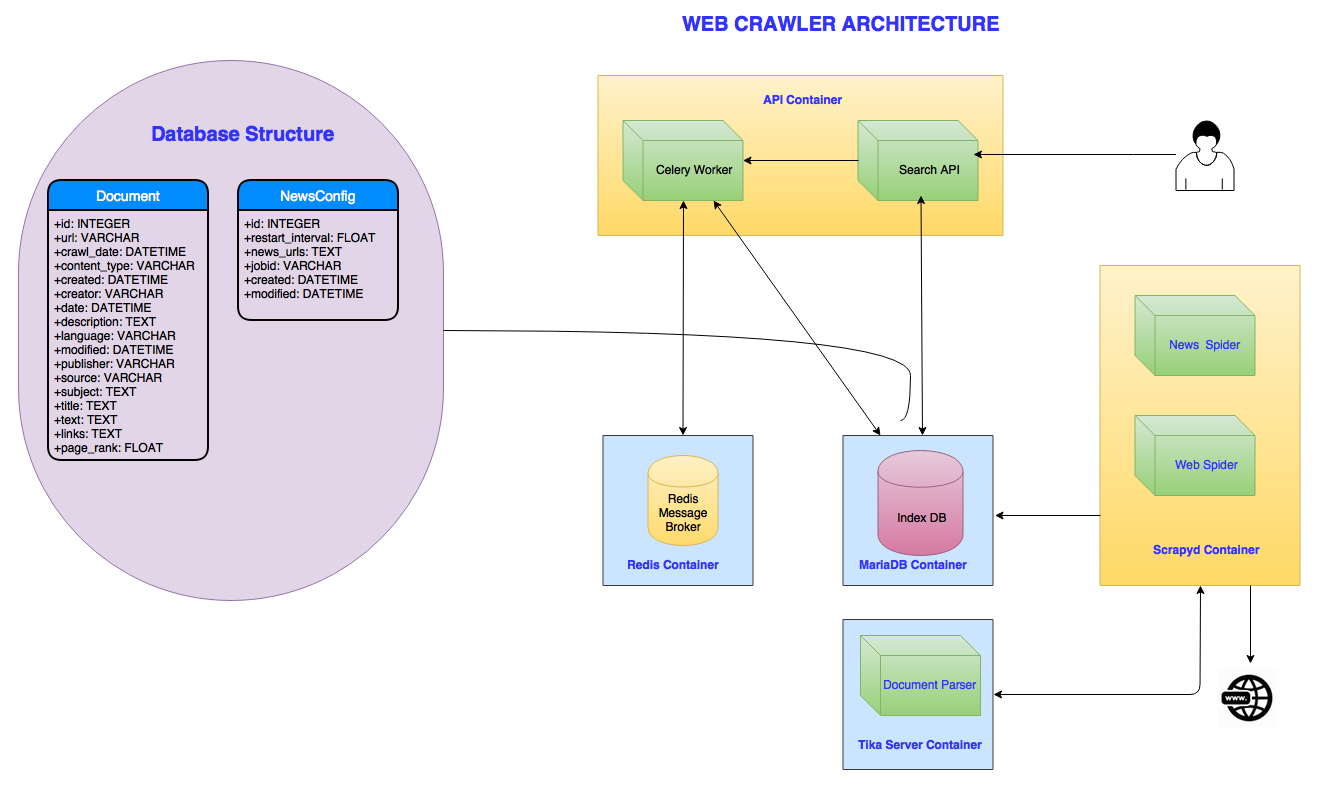 WEB CRAWLER ARCHITECTURE
Database Structure
Document
+id: INTEGER
+url: VARCHAR
+crawl_date: DATETIME
+content_type: VARCHAR
+created: DATETIME
+creator: VARCHAR
+date: DATETIME
+description: TEXT
+language: VARCHAR
+modified: DATETIME
+publisher: VARCHAR
+source: VARCHAR
+subject: TEXT
+title: TEXT
+text: TEXT
+links: TEXT
+page_rank: FLOAT
NewsConfig
+id: INTEGER
+restart_interval: FLOAT
+news_urls: TEXT
+jobid: VARCHAR
+created: DATETIME
+modified: DATETIME
API Container
Celery Worker
Search API
News Spider
Web Spider
Scrapyd Container
Redis
Message
Broker
Redis Container
Index DB
MariaDB Container
Document Parser
Tika Server Container
www.